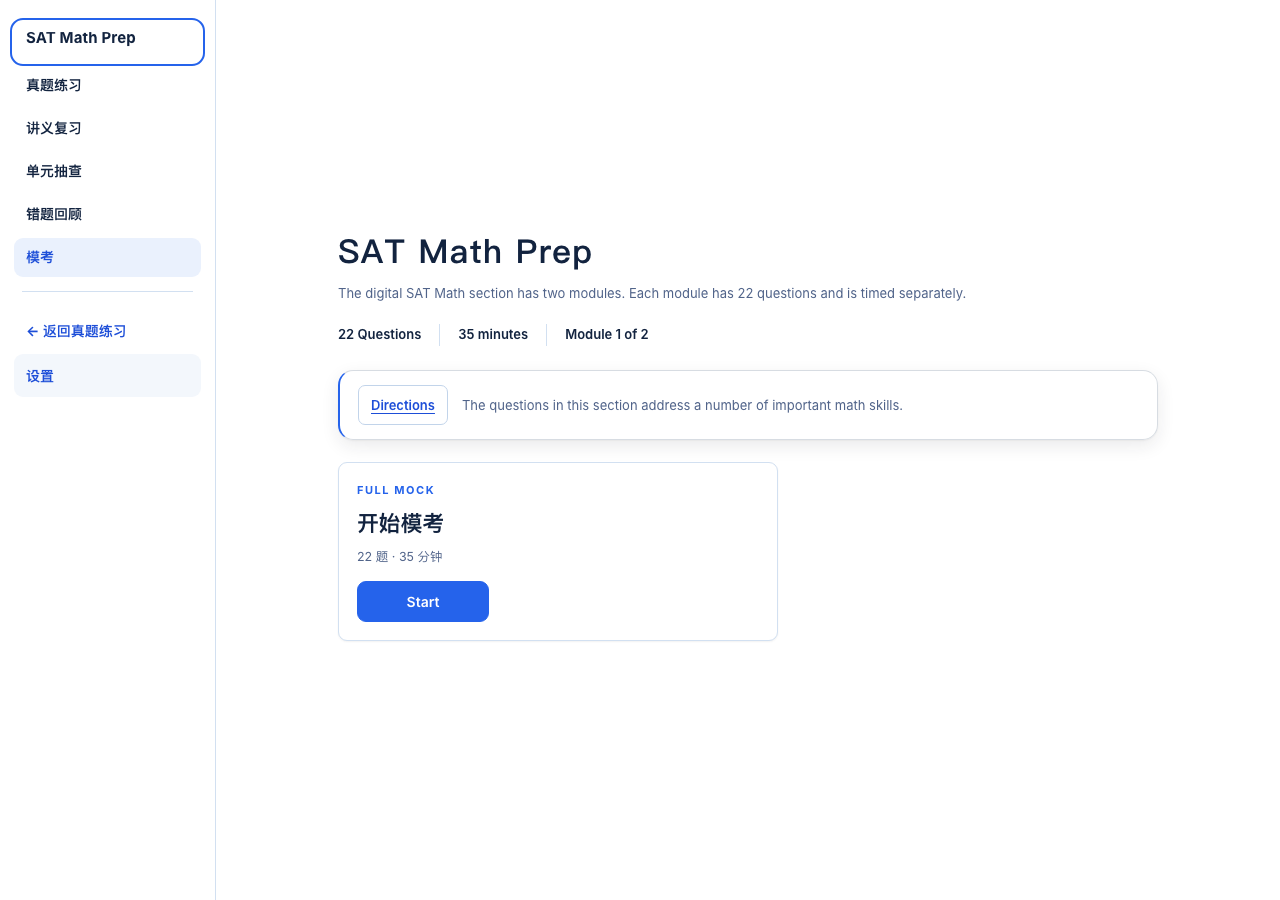 SAT Math Prep
真题练习
讲义复习
单元抽查
错题回顾
模考
← 返回真题练习
设置
SAT Math Prep
The digital SAT Math section has two modules. Each module has 22 questions and is timed separately.
22 Questions
35 minutes
Module 1 of 2
Directions
The questions in this section address a number of important math skills.
FULL MOCK
开始模考
22 题 · 35 分钟
Start